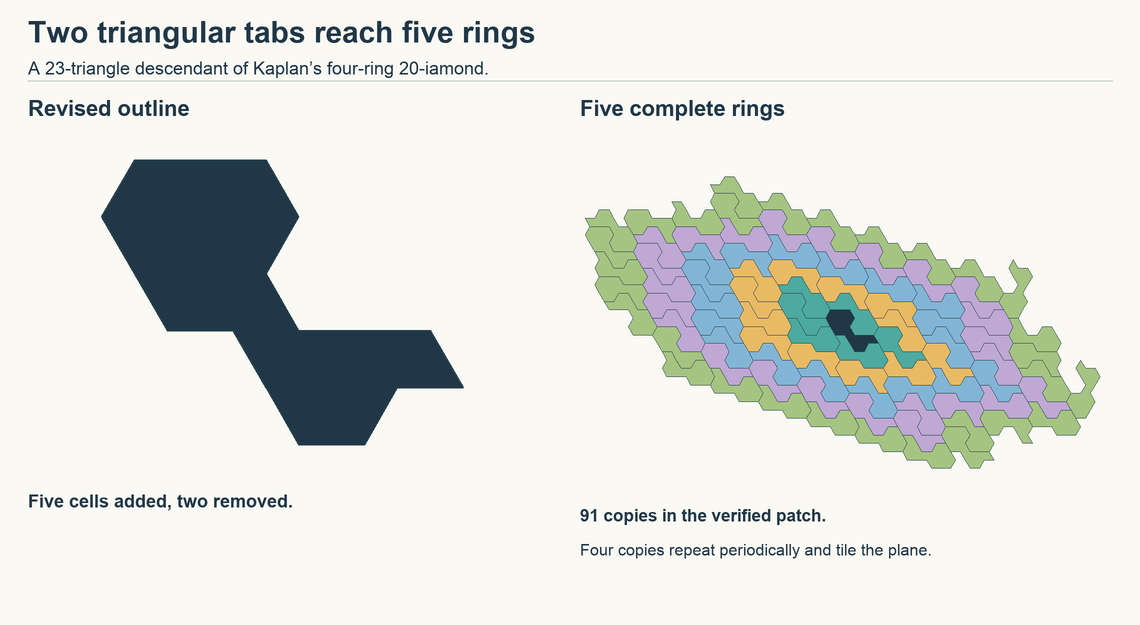 Two triangular tabs reach five rings
A 23-triangle descendant of Kaplan’s four-ring 20-iamond.
Revised outline
Five complete rings
Five cells added, two removed.
91 copies in the verified patch.
Four copies repeat periodically and tile the plane.